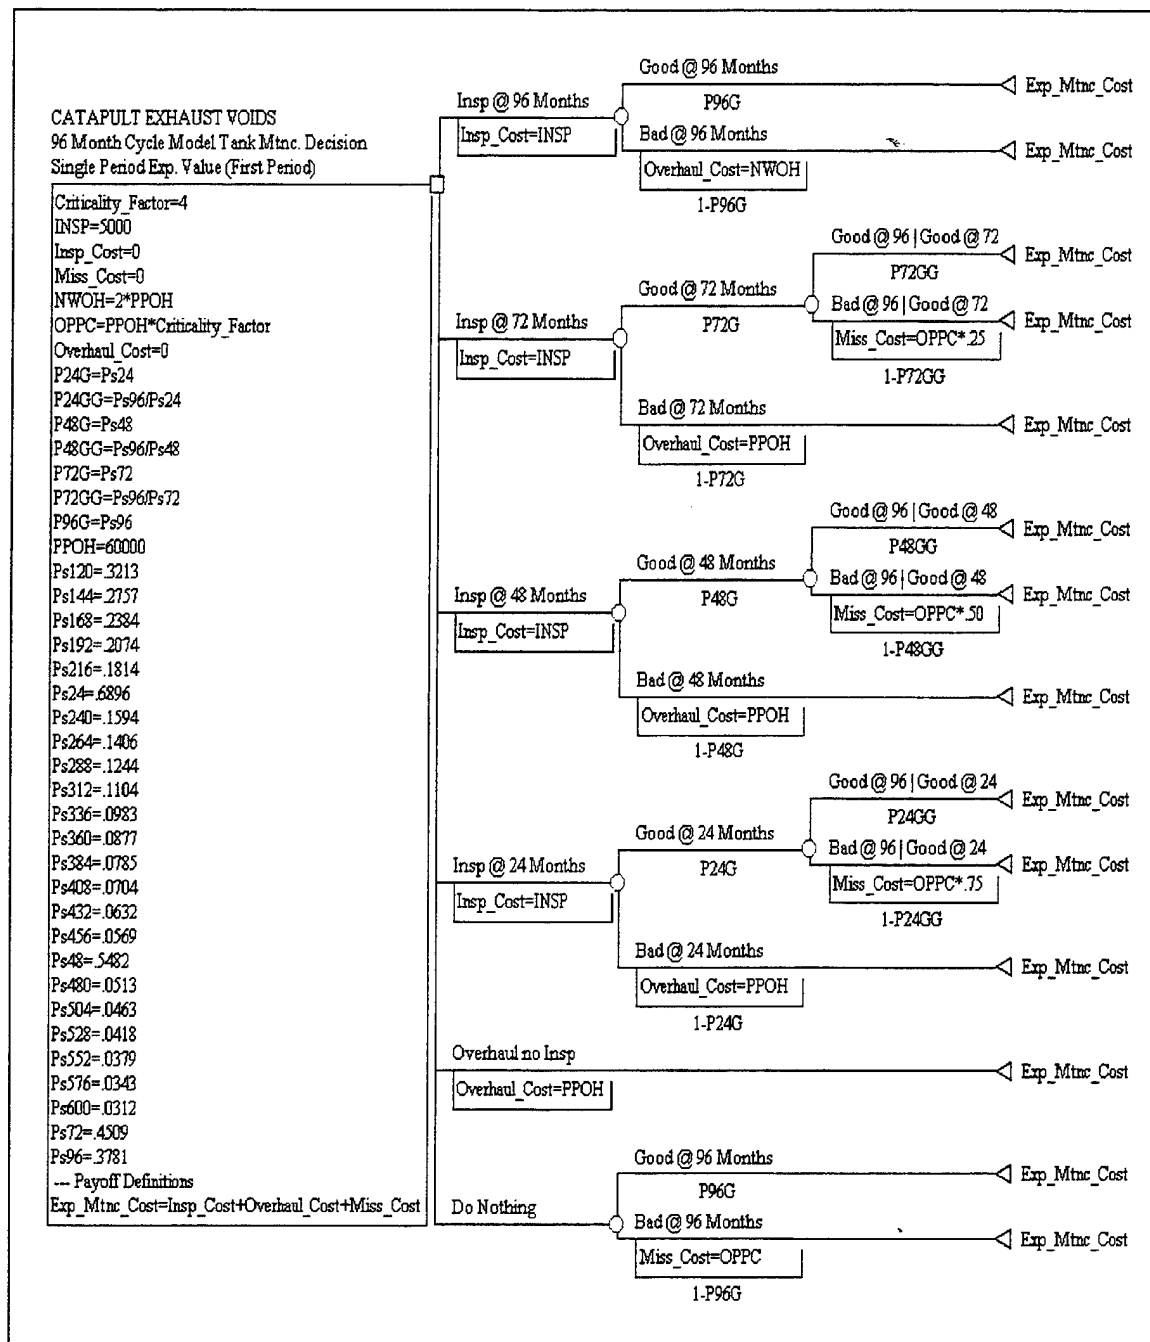 CATAPULT EXHAUST VOIDS
96 Month Cycle Model Tank Mtnc. Decision
Single Period Exp. Value (First Period)
Criticality_Factor=4
INSP=5000
Insp_Cost=0
Miss_Cost=0
NWOH=2*PPOH
OPPC=PPOH*Criticality_Factor
Overhaul_Cost=0
P24G=Ps24
P24GG=Ps96/Ps24
P48G=Ps48
P48GG=Ps96/Ps48
P72G=Ps72
P72GG=Ps96/Ps72
P96G=Ps96
PPOH=60000
Ps120=.3213
Ps144=.2757
Ps168=.2384
Ps192=.2074
Ps216=.1814
Ps24=.6896
Ps240=.1594
Ps264=.1406
Ps288=.1244
Ps312=.1104
Ps336=.0983
Ps360=.0877
Ps384=.0785
Ps408=.0704
Ps432=.0632
Ps456=.0569
Ps48=.5482
Ps480=.0513
Ps504=.0463
Ps528=.0418
Ps552=.0379
Ps576=.0343
Ps600=.0312
Ps72=.4509
Ps96=.3781
--- Payoff Definitions
Exp_Mtnc_Cost=Insp_Cost+Overhaul_Cost+Miss_Cost
Insp @ 96 Months
Insp_Cost=INSP
Good @ 96 Months
P96G
Exp_Mtnc_Cost
Bad @ 96 Months
Overhaul_Cost=NWOH
1-P96G
Exp_Mtnc_Cost
Insp @ 72 Months
Insp_Cost=INSP
Good @ 72 Months
P72G
Good @ 96 | Good @ 72
P72GG
Exp_Mtnc_Cost
Bad @ 96 | Good @ 72
Miss_Cost=OPPC*.25
1-P72GG
Exp_Mtnc_Cost
Bad @ 72 Months
Overhaul_Cost=PPOH
1-P72G
Exp_Mtnc_Cost
Insp @ 48 Months
Insp_Cost=INSP
Good @ 48 Months
P48G
Good @ 96 | Good @ 48
P48GG
Exp_Mtnc_Cost
Bad @ 96 | Good @ 48
Miss_Cost=OPPC*.50
1-P48GG
Exp_Mtnc_Cost
Bad @ 48 Months
Overhaul_Cost=PPOH
1-P48G
Exp_Mtnc_Cost
Insp @ 24 Months
Insp_Cost=INSP
Good @ 24 Months
P24G
Good @ 96 | Good @ 24
P24GG
Exp_Mtnc_Cost
Bad @ 96 | Good @ 24
Miss_Cost=OPPC*.75
1-P24GG
Exp_Mtnc_Cost
Bad @ 24 Months
Overhaul_Cost=PPOH
1-P24G
Exp_Mtnc_Cost
Overhaul no Insp
Overhaul_Cost=PPOH
Exp_Mtnc_Cost
Do Nothing
Good @ 96 Months
P96G
Exp_Mtnc_Cost
Bad @ 96 Months
Miss_Cost=OPPC
1-P96G
Exp_Mtnc_Cost